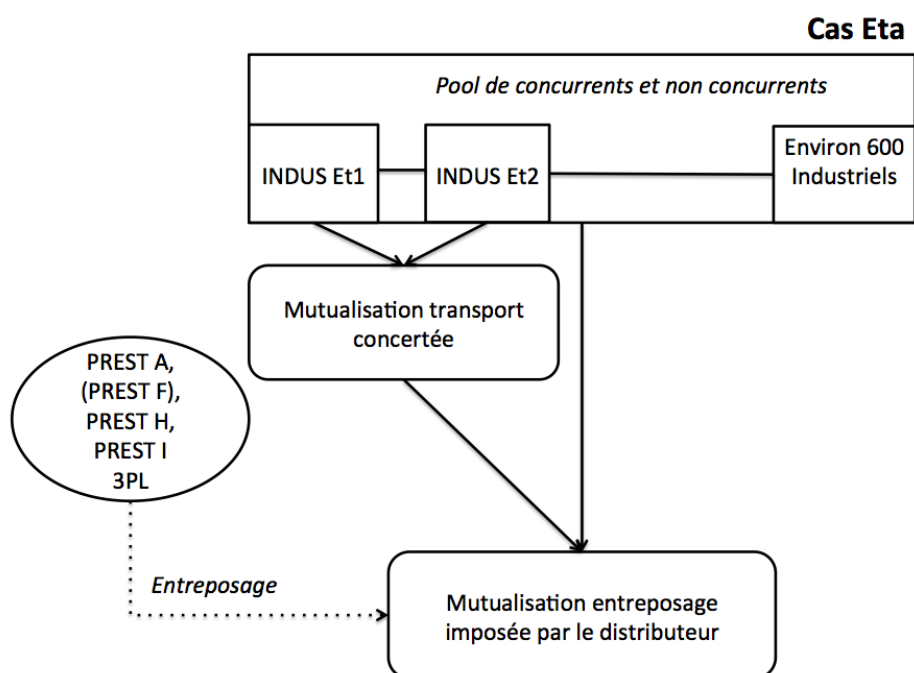 Cas Eta
Pool de concurrents et non concurrents
INDUS Et1
INDUS Et2
Environ 600
Industriels
Mutualisation transport
concertée
PREST A,
(PREST F),
PREST H,
PREST I
3PL
Entreposage
Mutualisation entreposage
imposée par le distributeur